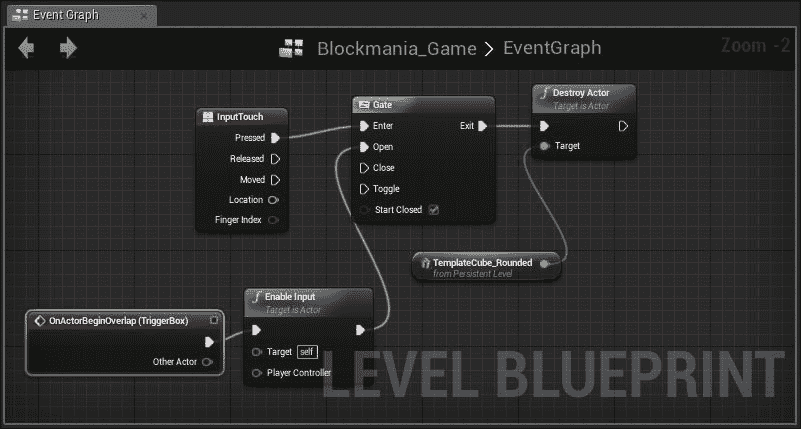 Event Graph
Blockmania_Game > EventGraph
Zoom -2
InputTouch
Pressed
Released
Moved
Location
Finger Index
Gate
Enter
Exit
Open
Close
Toggle
Start Closed
Destroy Actor
Target is Actor
Target
TemplateCube_Rounded
from Persistent Level
OnActorBeginOverlap (TriggerBox)
Other Actor
Enable Input
Target is Actor
Target self
Player Controller
LEVEL BLUEPRINT